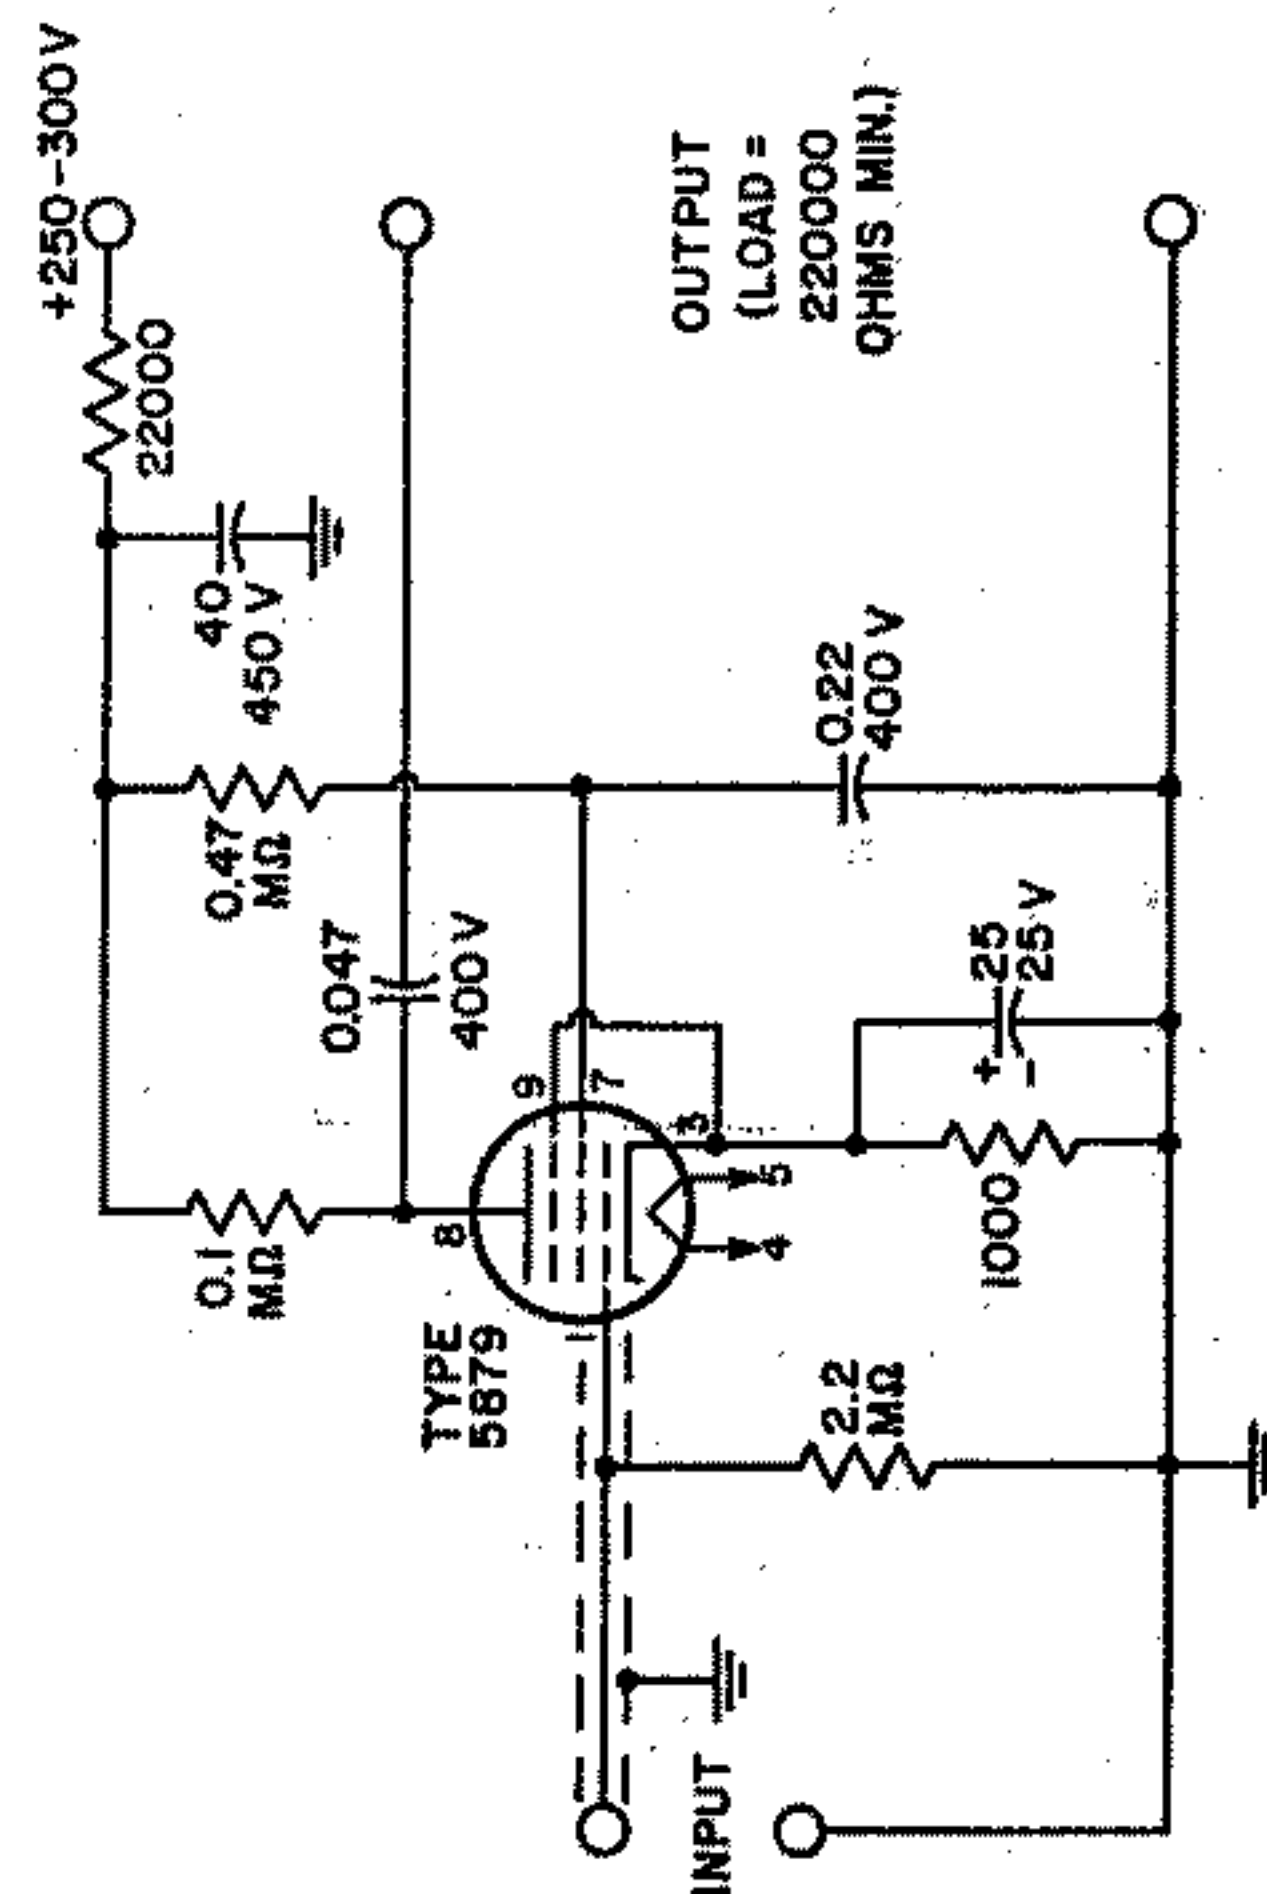 +250-300V
22000
40
450 V
0.47
MΩ
0.047
400 V
0.1
MΩ
OUTPUT
(LOAD =
220000
OHMS MIN.)
0.22
400 V
9
7
8
3
5
4
1
TYPE
5879
25
25 V
+
-
1000
2.2
MΩ
INPUT